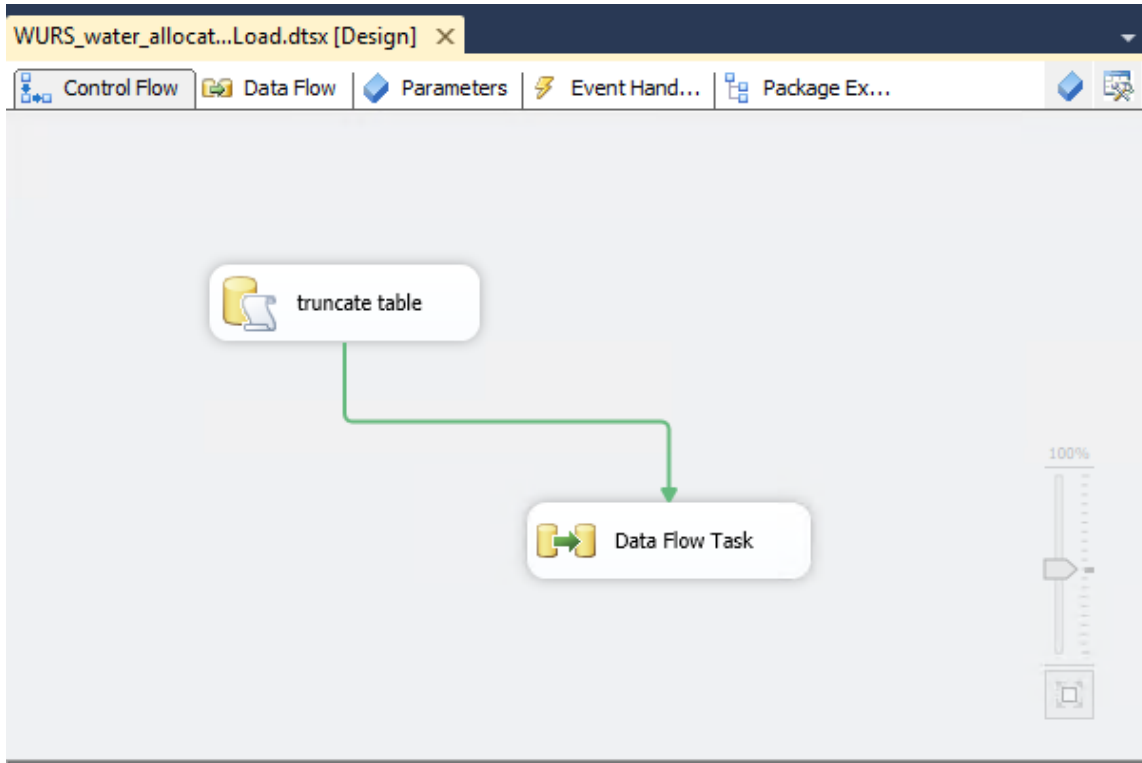 WURS_water_allocat...Load.dtsx [Design]
Control Flow Data Flow Parameters Event Hand... Package Ex...
truncate table
100%
Data Flow Task